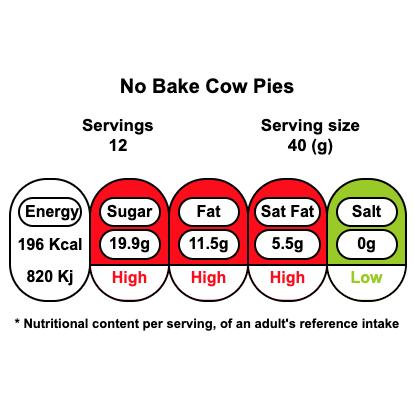 No Bake Cow Pies
Servings Serving size
12 40 (g)
Energy Sugar Fat Sat Fat Salt
196 Kcal 19.9g 11.5g 5.5g 0g
820 Kj High High High Low
* Nutritional content per serving, of an adult's reference intake